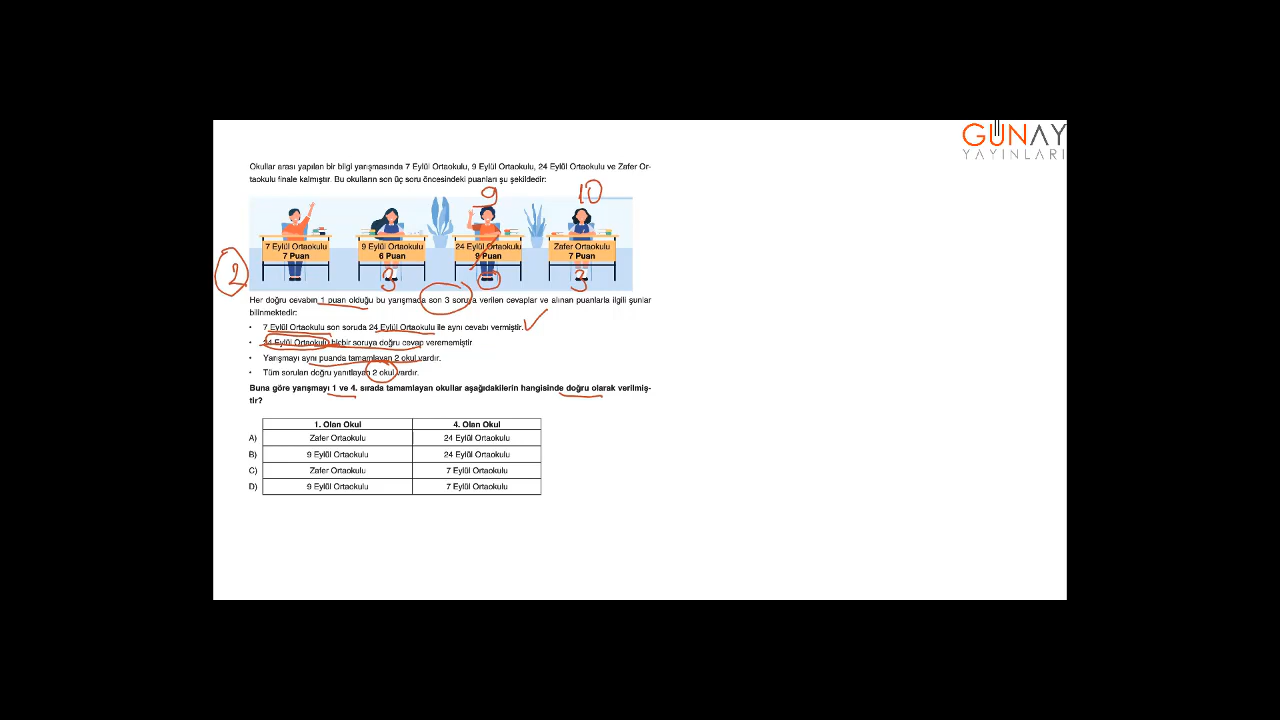 GÜNAY
YAYINLARI
Okullar arası yapılan bir bilgi yarışmasında 7 Eylül Ortaokulu, 9 Eylül Ortaokulu, 24 Eylül Ortaokulu ve Zafer Or-
taokulu finale kalmıştır. Bu okulların son üç soru öncesindeki puanları şu şekildedir:
9 10
7 Eylül Ortaokulu 9 Eylül Ortaokulu 24 Eylül Ortaokulu Zafer Ortaokulu
7 Puan 6 Puan 9 Puan 7 Puan
2 3 0 3
Her doğru cevabın 1 puan olduğu bu yarışmada son 3 soruya verilen cevaplar ve alınan puanlarla ilgili şunlar
bilinmektedir:
• 7 Eylül Ortaokulu son soruda 24 Eylül Ortaokulu ile aynı cevabı vermiştir.
• 24 Eylül Ortaokulu hiçbir soruya doğru cevap verememiştir
• Yarışmayı aynı puanda tamamlayan 2 okul vardır.
• Tüm soruları doğru yanıtlayan 2 okul vardır.
Buna göre yarışmayı 1 ve 4. sırada tamamlayan okullar aşağıdakilerin hangisinde doğru olarak verilmiş-
tir?
1. Olan Okul 4. Olan Okul
A) Zafer Ortaokulu 24 Eylül Ortaokulu
B) 9 Eylül Ortaokulu 24 Eylül Ortaokulu
C) Zafer Ortaokulu 7 Eylül Ortaokulu
D) 9 Eylül Ortaokulu 7 Eylül Ortaokulu